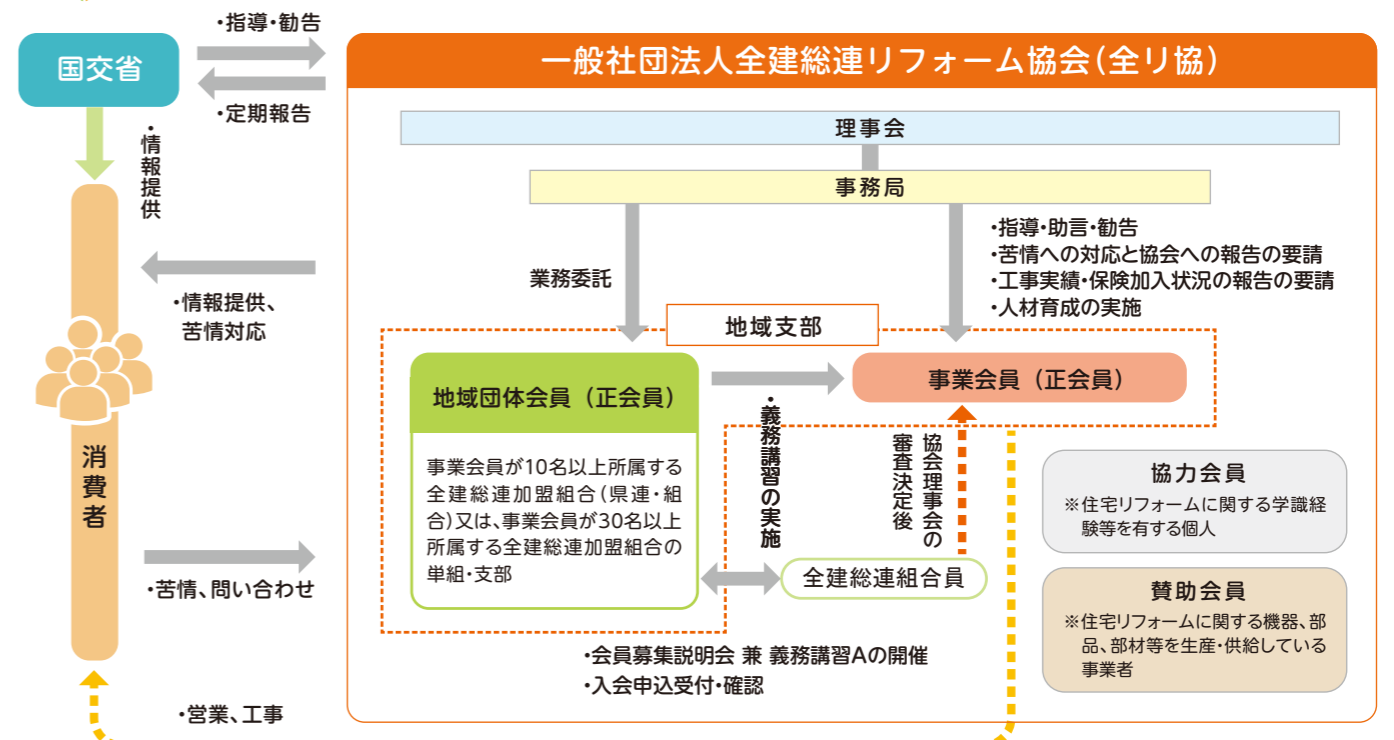 ・指導・勧告
国交省
・定期報告
・情報提供
一般社団法人全建総連リフォーム協会(全リ協)
理事会
事務局
業務委託
・指導・助言・勧告
・苦情への対応と協会への報告の要請
・工事実績・保険加入状況の報告の要請
・人材育成の実施
・情報提供、
苦情対応
消費者
・苦情、問い合わせ
・営業、工事
地域支部
地域団体会員（正会員）
事業会員が10名以上所属する
全建総連加盟組合(県連・組
合)又は、事業会員が30名以上
所属する全建総連加盟組合の
単組・支部
・義務講習の実施
事業会員（正会員）
協会理事会の
審査決定後
全建総連組合員
・会員募集説明会 兼 義務講習Aの開催
・入会申込受付・確認
協力会員
※住宅リフォームに関する学識経
験等を有する個人
賛助会員
※住宅リフォームに関する機器、部
品、部材等を生産・供給している
事業者